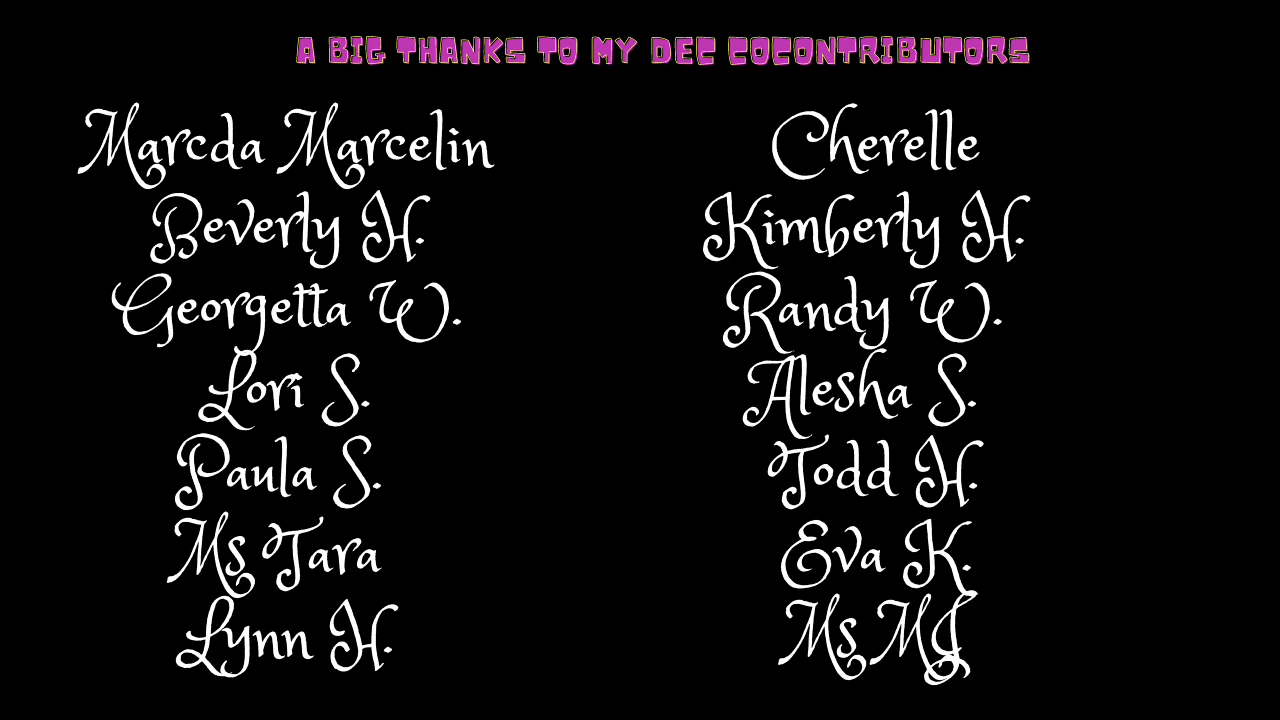 A BIG THANKS TO MY DEC COCONTRIBUTORS
Marcda Marcelin
Beverly H.
Georgetta W.
Lori S.
Paula S.
Ms Tara
Lynn H.
Cherelle
Kimberly H.
Randy W.
Alesha S.
Todd H.
Eva K.
Ms MJ